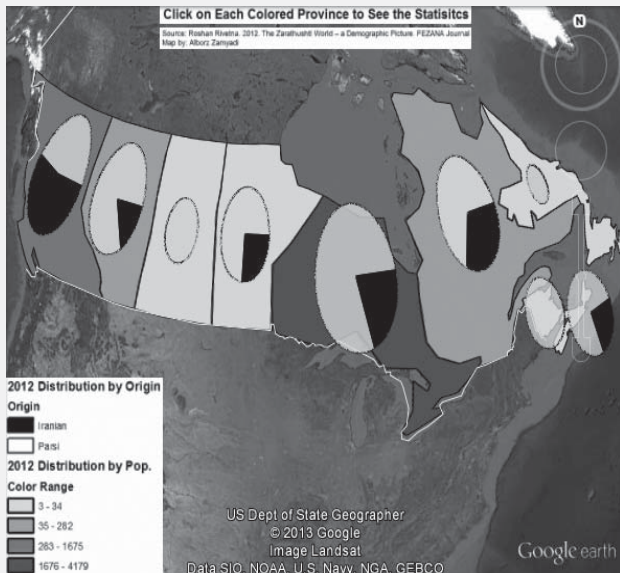 Click on Each Colored Province to See the Statisitcs
Source: Roshan Rivetna. 2012. The Zarathushti World – a Demographic Picture. FEZANA Journal
Map by: Alborz Zamyadi
N
2012 Distribution by Origin
Origin
Iranian
Parsi
2012 Distribution by Pop.
Color Range
3 - 34
35 - 282
283 - 1675
1676 - 4179
US Dept of State Geographer
© 2013 Google
Image Landsat
Data SIO, NOAA, U.S. Navy, NGA, GEBCO
Google earth